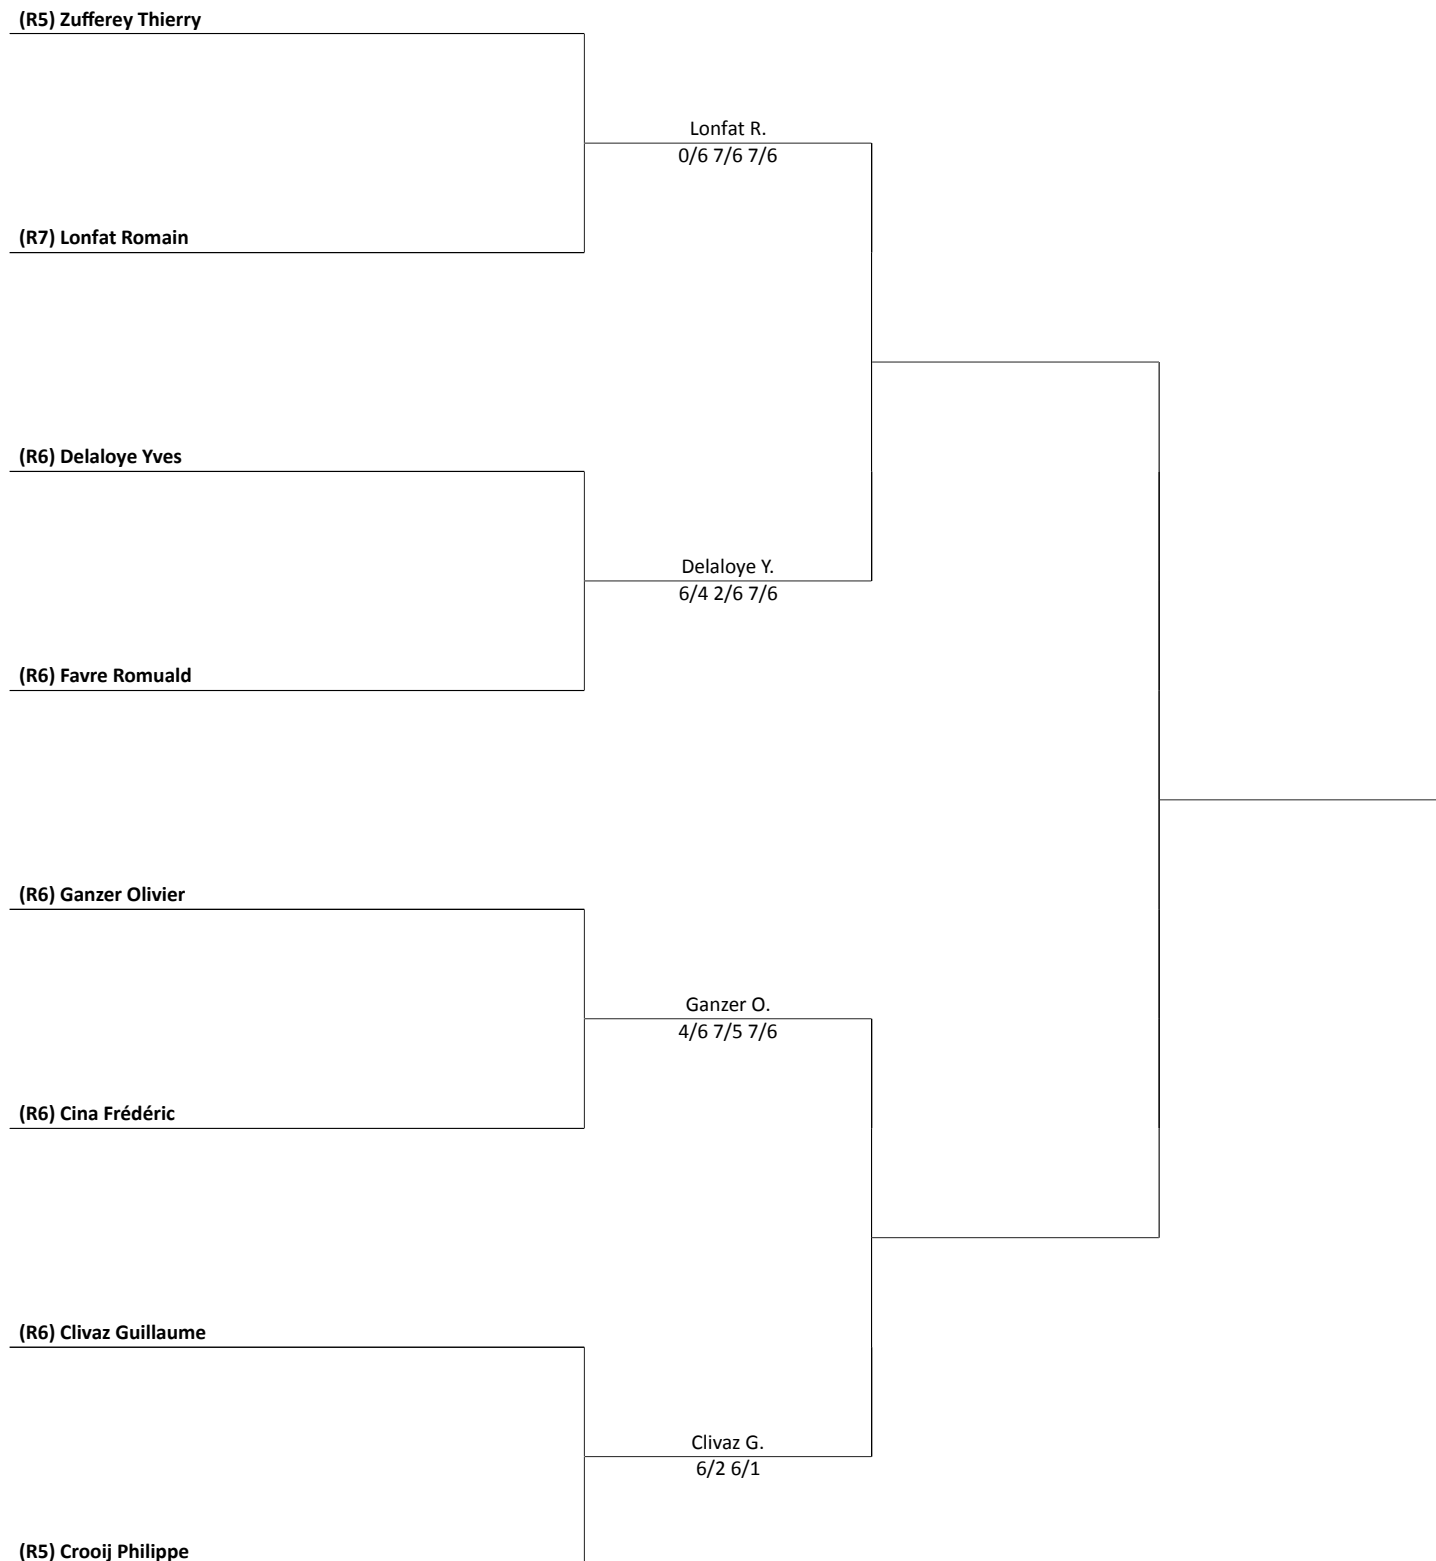 (R5) Zufferey Thierry
Lonfat R.
0/6 7/6 7/6
(R7) Lonfat Romain
(R6) Delaloye Yves
Delaloye Y.
6/4 2/6 7/6
(R6) Favre Romuald
(R6) Ganzer Olivier
Ganzer O.
4/6 7/5 7/6
(R6) Cina Frédéric
(R6) Clivaz Guillaume
Clivaz G.
6/2 6/1
(R5) Crooij Philippe